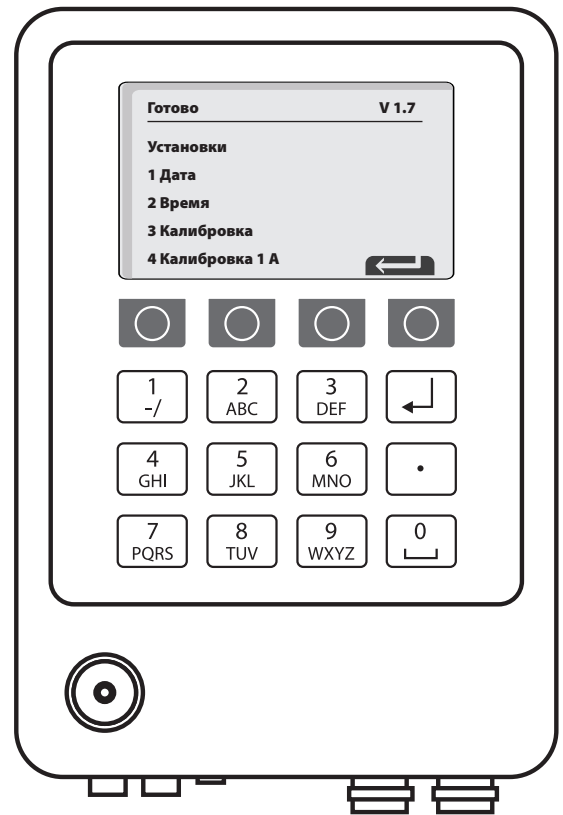 Готово V 1.7
Установки
1 Дата
2 Время
3 Калибровка
4 Калибровка 1 А
1 2 3
-/ ABC DEF
4 5 6 .
GHI JKL MNO
7 8 9 0
PQRS TUV WXYZ